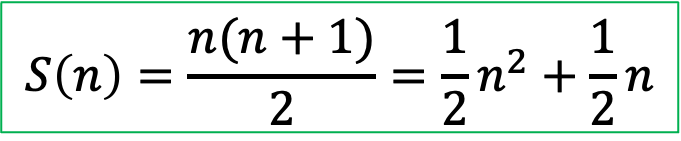 S(n) = n(n + 1)/2 = 1/2 n² + 1/2 n